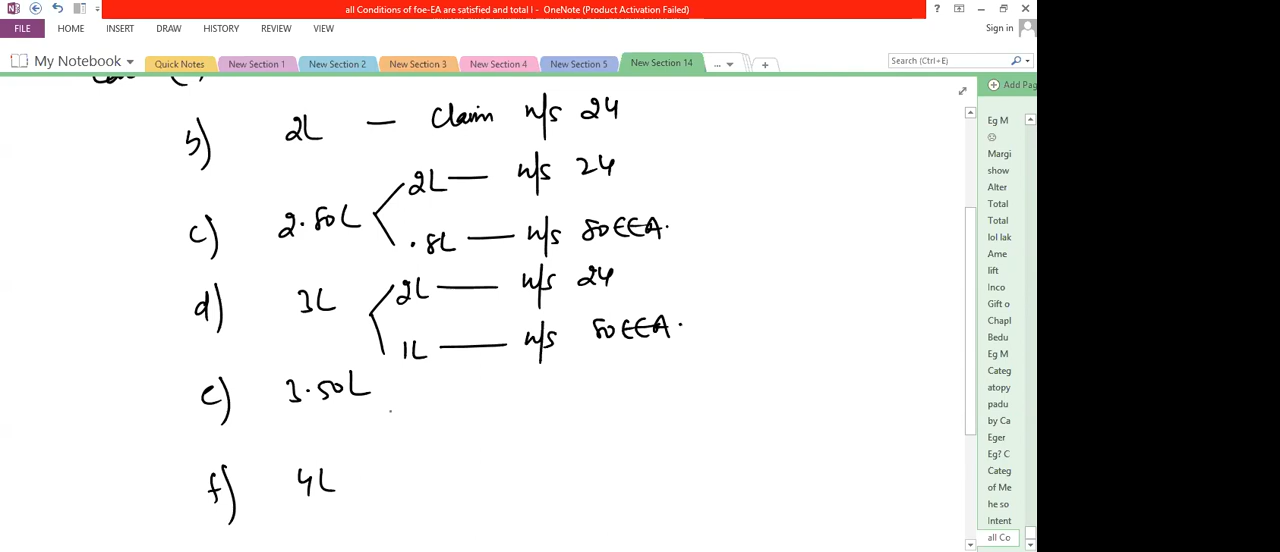 all Conditions of foe-EA are satisfied and total I - OneNote (Product Activation Failed)
?
Sign in
FILE HOME INSERT DRAW HISTORY REVIEW VIEW
My Notebook Quick Notes New Section 1 New Section 2 New Section 3 New Section 4 New Section 5 New Section 14 ... + Search (Ctrl+E)
Add Pag
b) 2L — Claim u/s 24
c) 2.80L
2L — u/s 24
.8L — u/s 80EEA.
d) 3L
2L — u/s 24
1L — u/s 80EEA.
e) 3.50L
f) 4L
Eg M
☹
Margi
show
Alter
Total
Total
lol lak
Ame
lift
Inco
Gift o
Chapl
Bedu
Eg M
Categ
atopy
padu
by Ca
Eger
Eg? C
Categ
of Me
he so
Intent
all Co